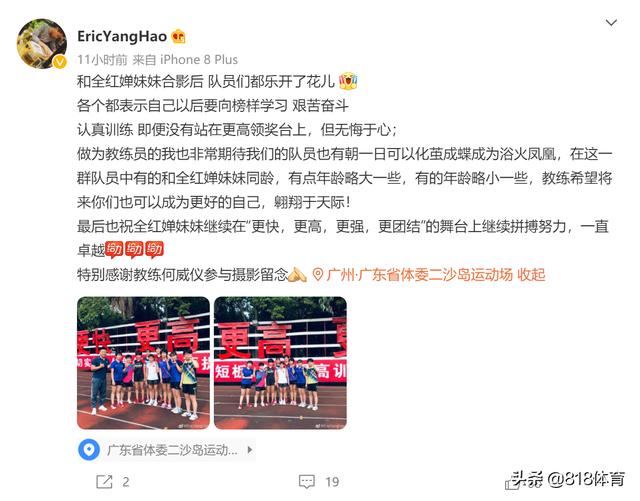 EricYangHao
11小时前 来自 iPhone 8 Plus
和全红婵妹妹合影后 队员们都乐开了花儿
各个都表示自己以后要向榜样学习 艰苦奋斗
认真训练 即便没有站在更高领奖台上，但无悔于心；
做为教练员的我也非常期待我们的队员也有朝一日可以化茧成蝶成为浴火凤凰，在这一
群队员中有的和全红婵妹妹同龄，有点年龄略大一些，有的年龄略小一些，教练希望将
来你们也可以成为更好的自己，翱翔于天际！
最后也祝全红婵妹妹继续在“更快，更高，更强，更团结”的舞台上继续拼搏努力，一直
卓越
特别感谢教练何威仪参与摄影留念 广州·广东省体委二沙岛运动场 收起
更快 更高
更高 更
短板 高训
广东省体委二沙岛运动...
2 19
头条 @818体育